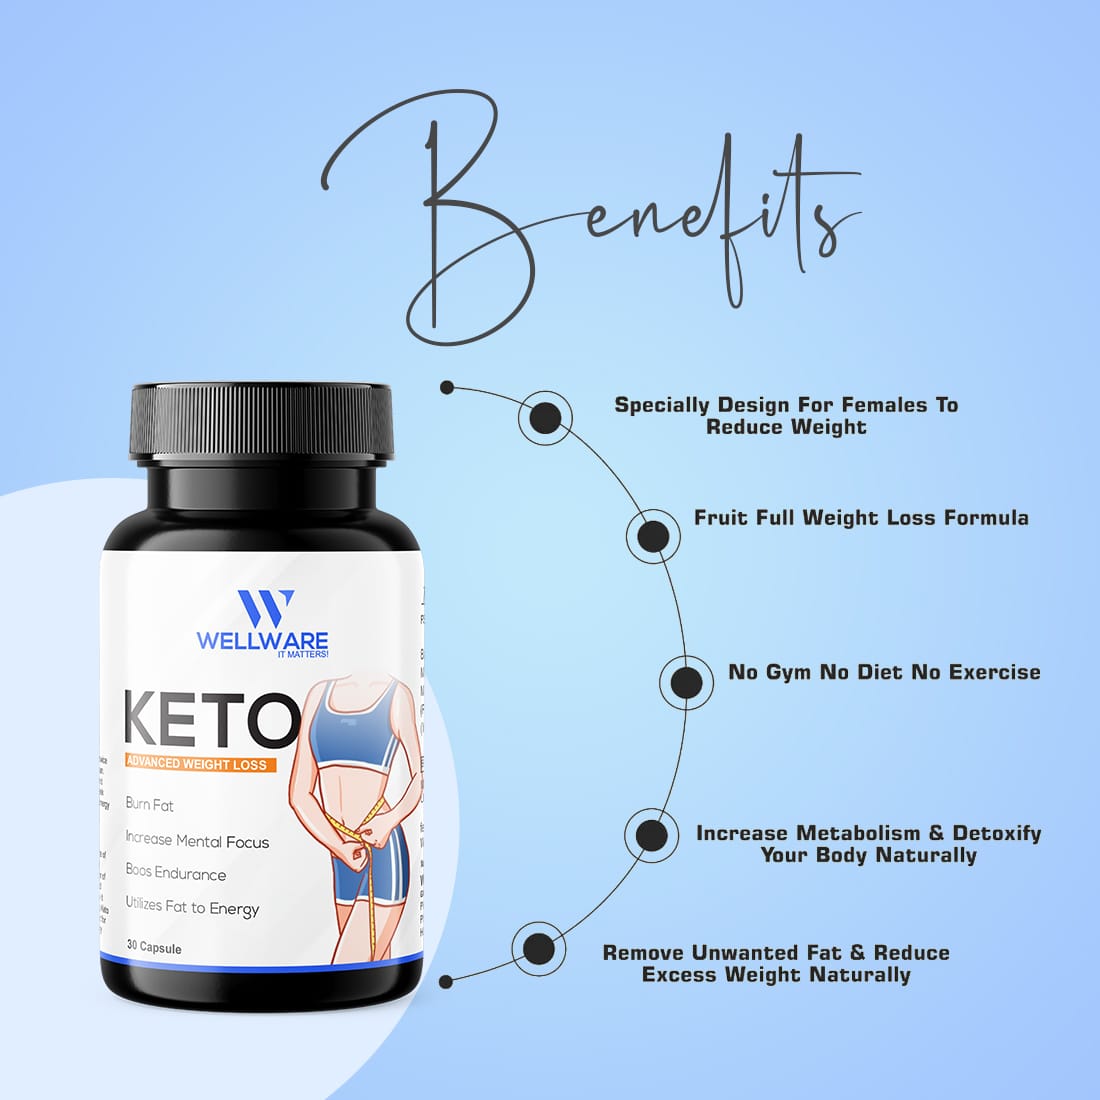 Benefits
Specially Design For Females To
Reduce Weight
Fruit Full Weight Loss Formula
No Gym No Diet No Exercise
Increase Metabolism & Detoxify
Your Body Naturally
Remove Unwanted Fat & Reduce
Excess Weight Naturally
W
WELLWARE
IT MATTERS!
KETO
ADVANCED WEIGHT LOSS
Burn Fat
Increase Mental Focus
Boos Endurance
Utilizes Fat to Energy
30 Capsule